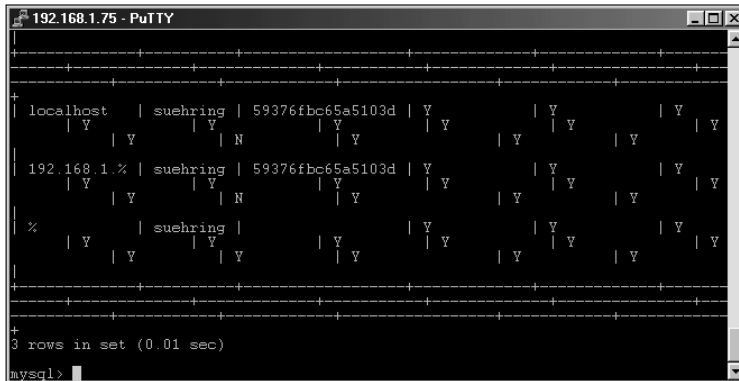 192.168.1.75 - PuTTY
|
+----------------+----------+------------------+-------------+-------------+------
-------+-------------+-------------+-------------+-------------+------
-------------+-------------+-------------+-------------+-------------
+
| localhost | suehring | 59376fbc65a5103d | Y | Y | Y
| Y | Y | Y | Y | Y | Y
| Y | N | Y | Y | Y
|
| 192.168.1.% | suehring | 59376fbc65a5103d | Y | Y | Y
| Y | Y | Y | Y | Y | Y
| Y | N | Y | Y | Y
|
| % | suehring | | Y | Y | Y
| Y | Y | Y | Y | Y | Y
| Y | Y | Y | Y | Y
|
+----------------+----------+------------------+-------------+-------------+------
-------+-------------+-------------+-------------+-------------+------
-------------+-------------+-------------+-------------+-------------
+
3 rows in set (0.01 sec)
mysql>